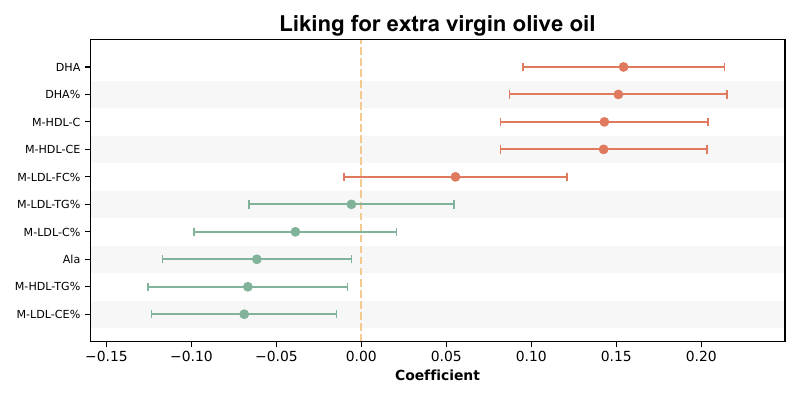 Liking for extra virgin olive oil
DHA
DHA%
M-HDL-C
M-HDL-CE
M-LDL-FC%
M-LDL-TG%
M-LDL-C%
Ala
M-HDL-TG%
M-LDL-CE%
−0.15 −0.10 −0.05 0.00 0.05 0.10 0.15 0.20
Coefficient